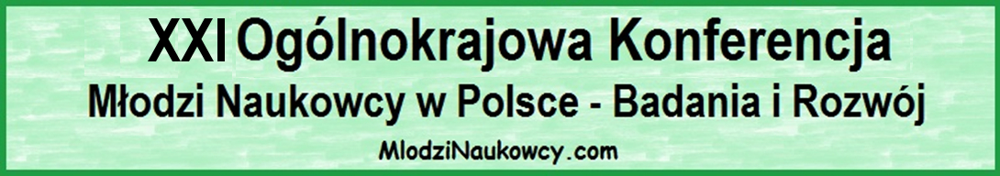 XXI Ogólnokrajowa Konferencja
Młodzi Naukowcy w Polsce - Badania i Rozwój
MlodziNaukowcy.com